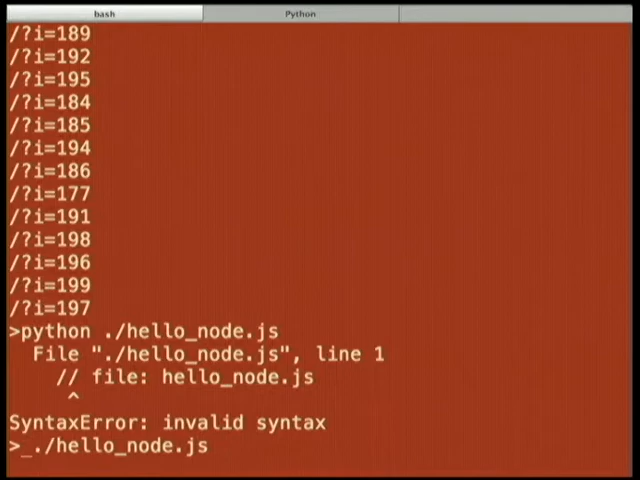 bash Python
/?i=189
/?i=192
/?i=195
/?i=184
/?i=185
/?i=194
/?i=186
/?i=177
/?i=191
/?i=198
/?i=196
/?i=199
/?i=197
>python ./hello_node.js
File "./hello_node.js", line 1
// file: hello_node.js
^
SyntaxError: invalid syntax
>_./hello_node.js